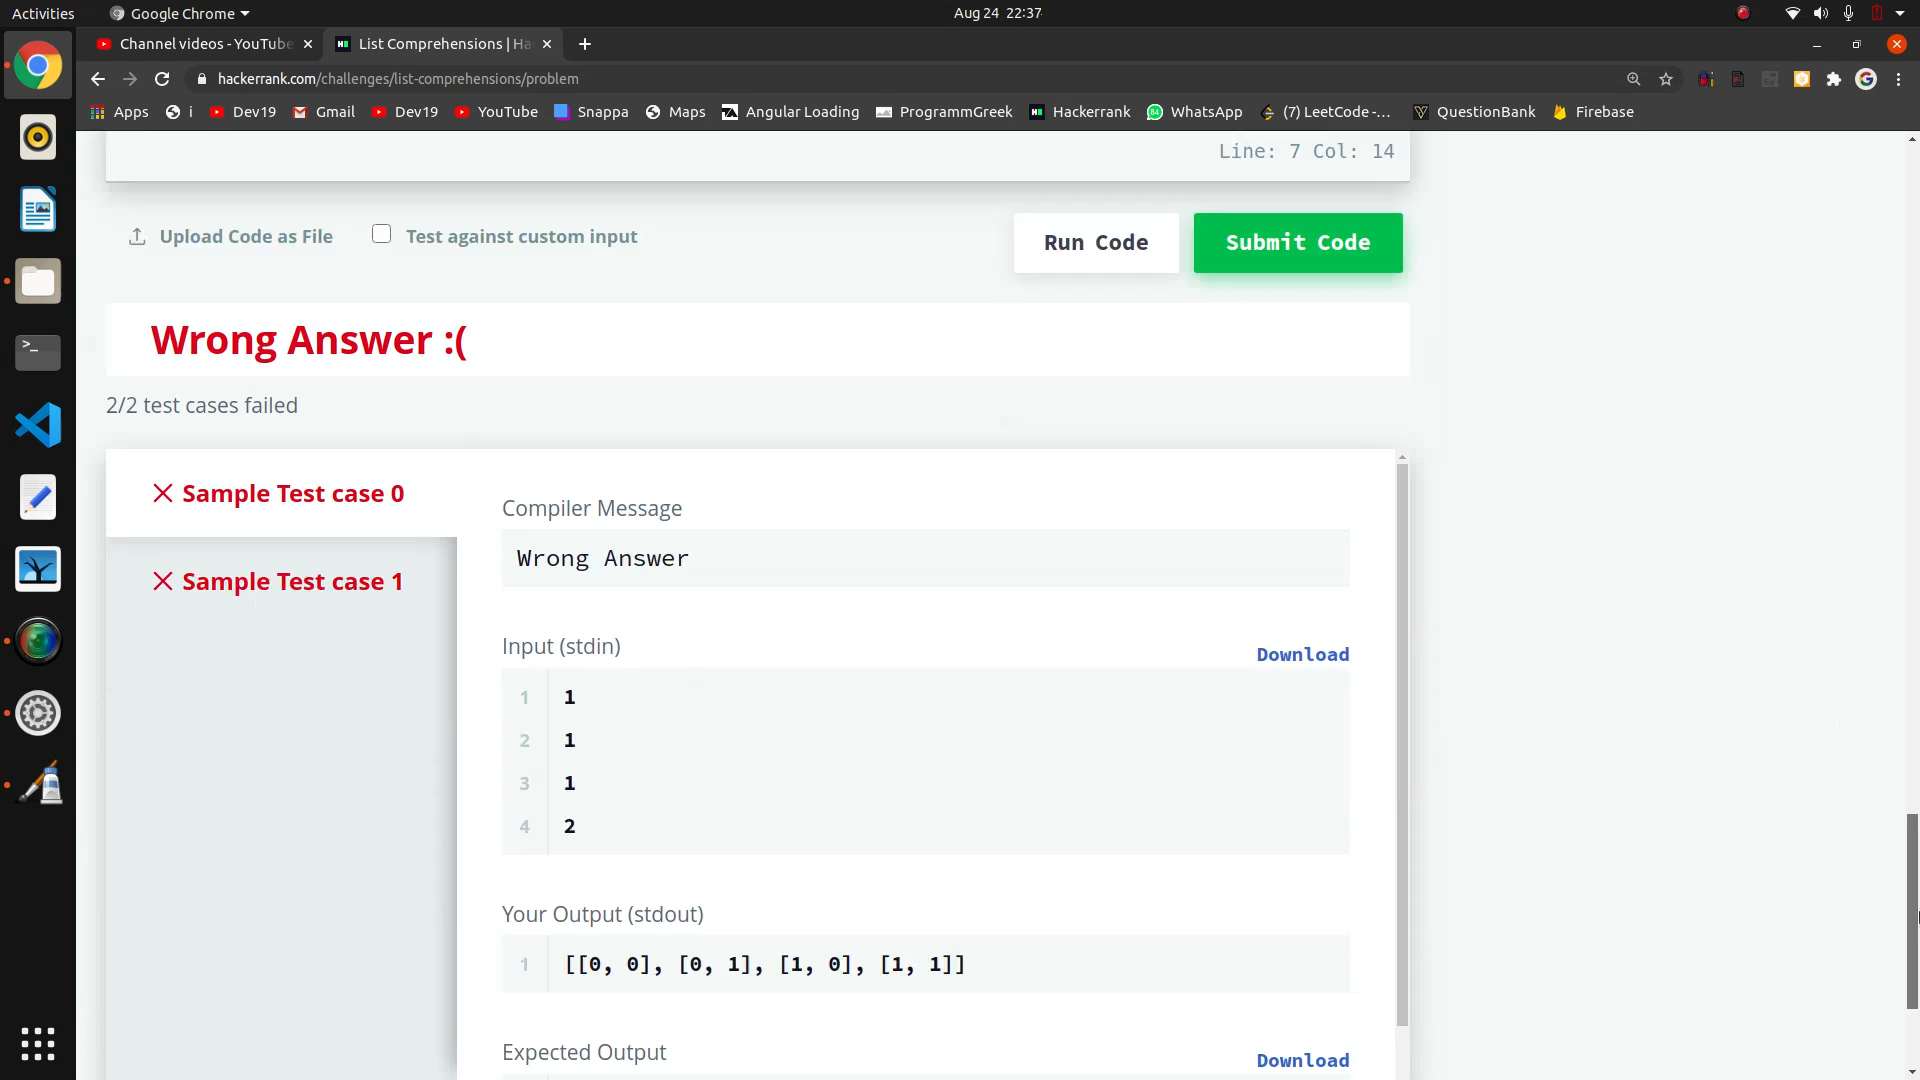 Activities Google Chrome Aug 24 22:37
Channel videos - YouTube List Comprehensions | Ha
hackerrank.com/challenges/list-comprehensions/problem
Apps i Dev19 Gmail Dev19 YouTube Snappa Maps Angular Loading ProgrammGreek Hackerrank WhatsApp (7) LeetCode -... QuestionBank Firebase
Line: 7 Col: 14
Upload Code as File Test against custom input Run Code Submit Code
Wrong Answer :(
2/2 test cases failed
Sample Test case 0
Sample Test case 1
Compiler Message
Wrong Answer
Input (stdin) Download
1 1
2 1
3 1
4 2
Your Output (stdout)
1 [[0, 0], [0, 1], [1, 0], [1, 1]]
Expected Output Download